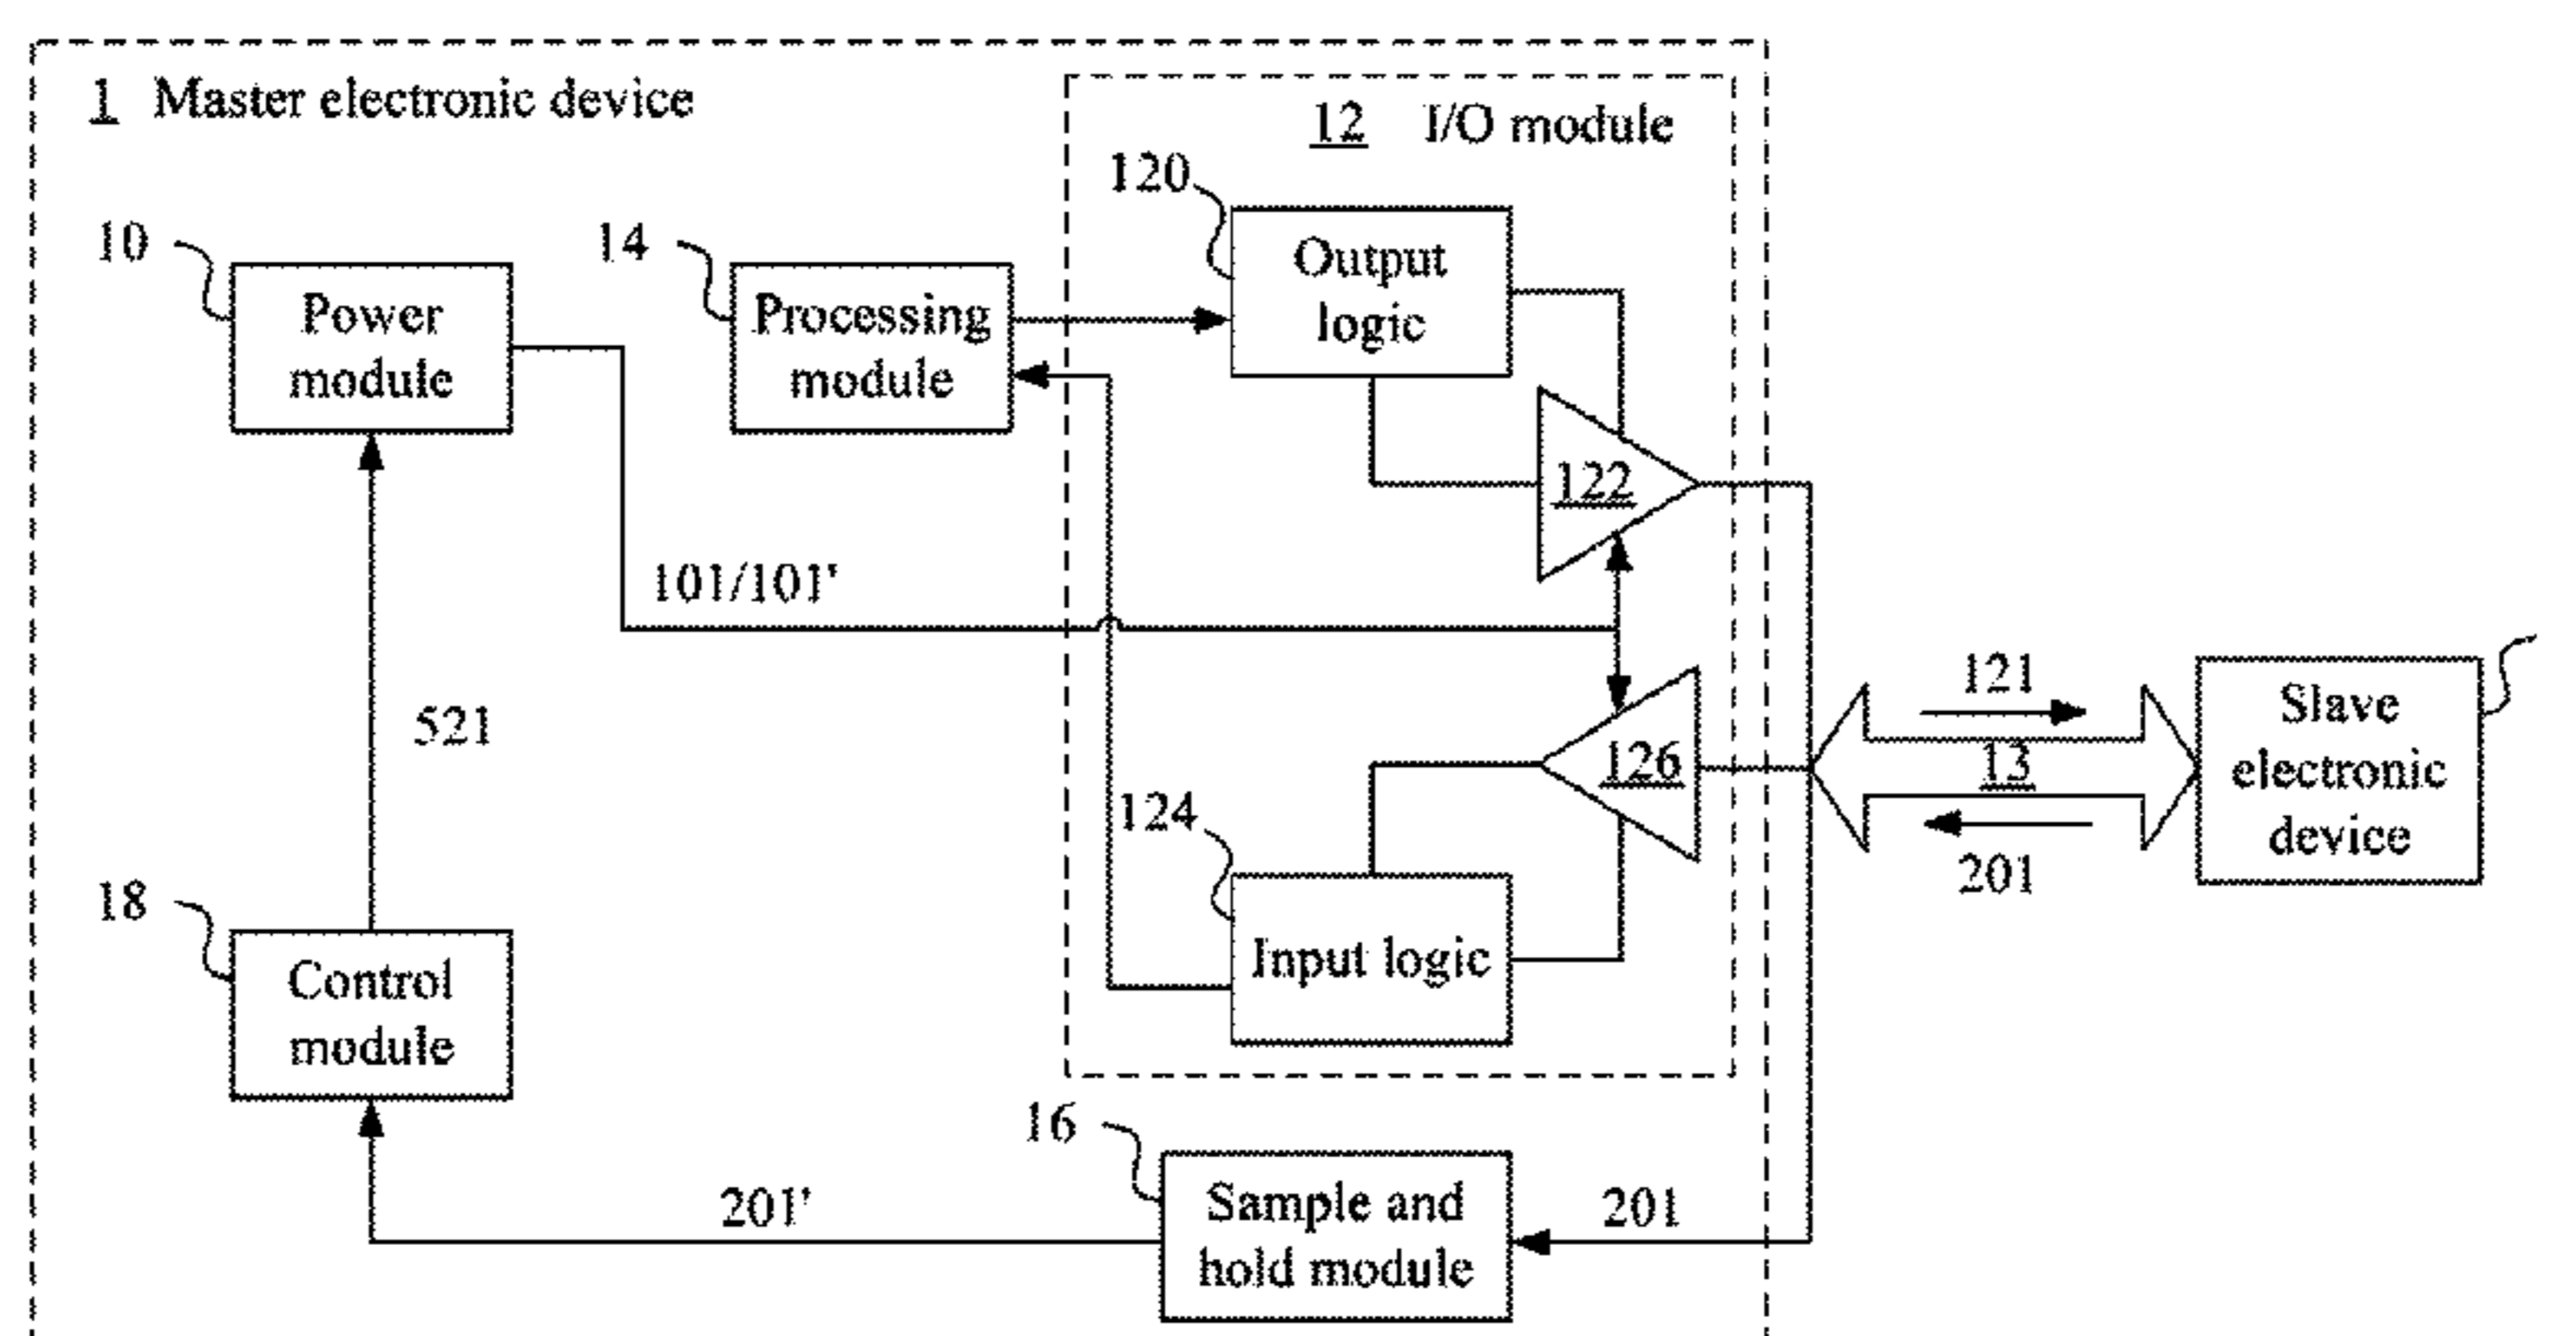 1 Master electronic device
12 I/O module
120
Output
logic
10
Power
module
14
Processing
module
122
101/101'
521
126
124
Input logic
121
13
201
Slave
electronic
device
18
Control
module
16
Sample and
hold module
201'
201